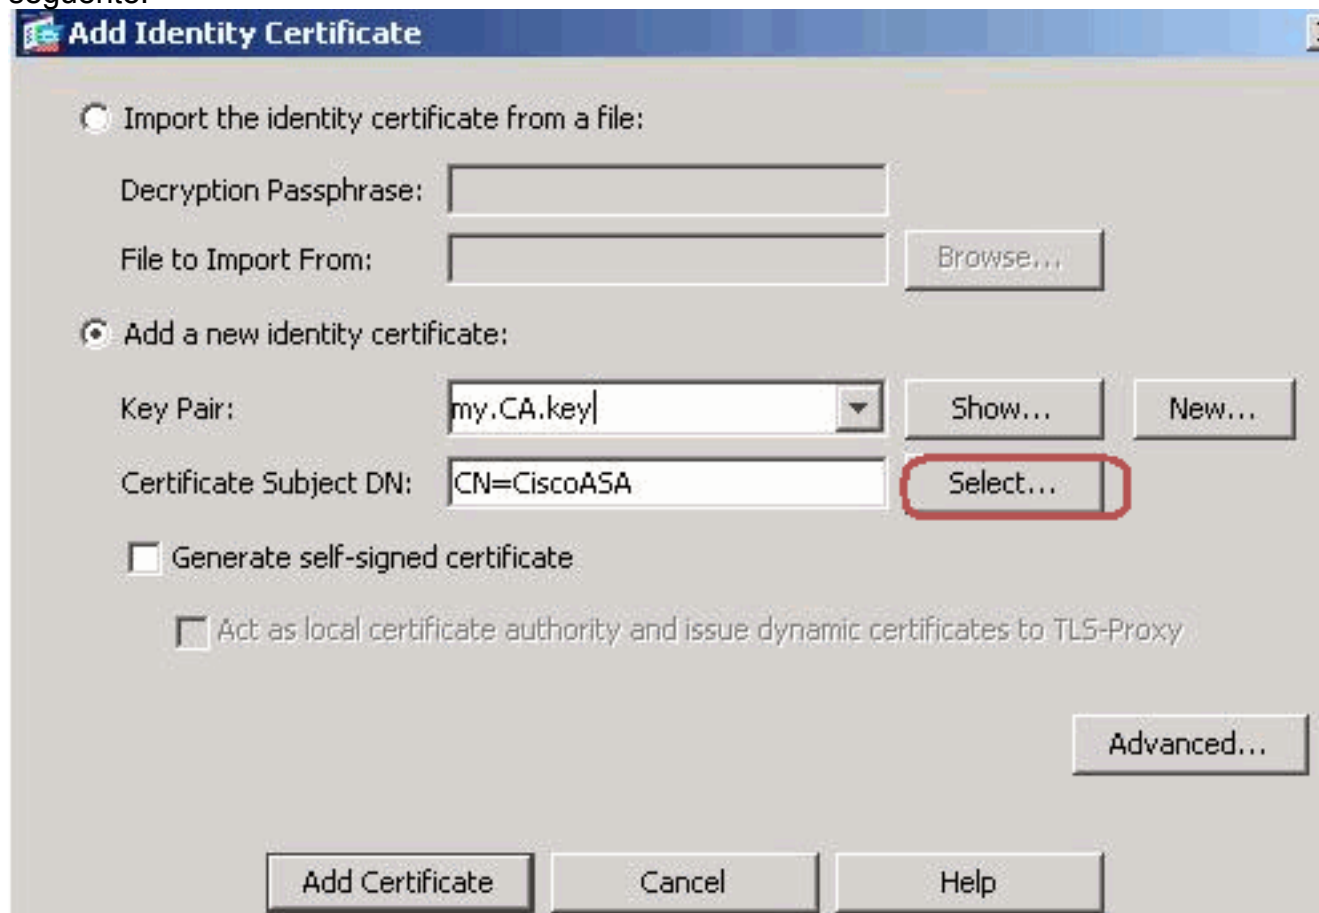 seguente:
Add Identity Certificate
Import the identity certificate from a file:
Decryption Passphrase:
File to Import From: Browse...
Add a new identity certificate:
Key Pair: my.CA.key Show... New...
Certificate Subject DN: CN=CiscoASA Select...
Generate self-signed certificate
Act as local certificate authority and issue dynamic certificates to TLS-Proxy
Advanced...
Add Certificate Cancel Help